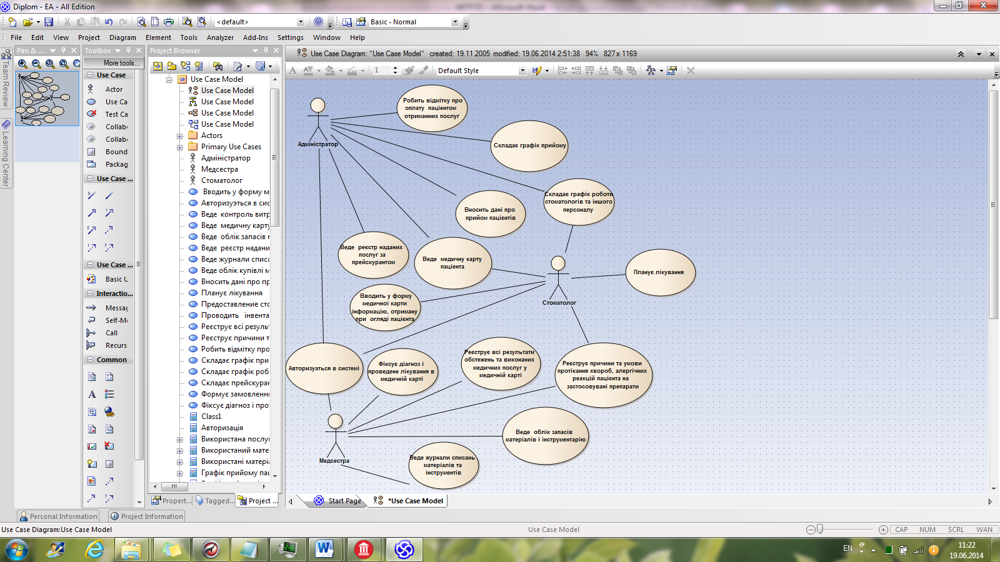 Diplom - EA - All Edition
<default>
Basic - Normal
File Edit View Project Diagram Element Tools Analyzer Add-Ins Settings Window Help
Team Review
Learning Center
Pan & ...
Toolbox
More tools...
Use Case
Actor
Use Ca
Test Ca
Collab
Collab
Bound
Packag
Use Case ...
Use Case ...
Basic U
Interactio...
Messag
Self-M
Call
Recurs
Common
Project Browser
Use Case Model
Use Case Model
Use Case Model
Use Case Model
Use Case Model
Actors
Primary Use Cases
Адміністратор
Медсестра
Стоматолог
Вводить у форму м
Авторизуэться в сис
Веде контроль витр
Веде медичну карту
Веде облік запасів м
Веде реєстр надани
Веде журнали списа
Веде облік купівлі м
Вносить дані про пр
Планує лікування
Предоставление сто
Проводить інвента
Реєструє всі результ
Реєструє причини т
Робить відмітку про
Складає графік при
Складає графік роб
Складає прейскуран
Формує замовлення
Фіксує діагноз і про
Class1
Авторизація
Використана послу
Використаний мате
Використані матеріа
Графік прийому пац
Propert...
Tagged...
Project ...
Use Case Diagram: "Use Case Model" created: 19.11.2005 modified: 19.06.2014 2:51:38 94% 827 x 1169
1
Default Style
Адміністратор
Робить відмітку про
оплату пацієнтом
отриманних послуг
Складає графік прийому
Складає графік роботи
стоматологів та іншого
персоналу
Вносить дані про
прийом пацієнтів
Веде реєстр наданих
послуг за
прейскурантом
Веде медичну карту
пацієнта
Планує лікування
Стоматолог
Вводить у форму
медичної карти
інформацію, отриману
при огляді пацієнта
Авторизуэться в системі
Фіксує діагноз і
проведене лікування в
медичній карті
Реєструє всі результати
обстежень та виконаних
медичних послуг у
медичній карті
Реєструє причини та умови
протікання хвороб, алергічних
реакцій пацієнта на
застосовувані препарати
Медсестра
Веде облік запасів
матеріалів і інструментарію
Веде журнали списань
матеріалів та
інструментів
Start Page
*Use Case Model
Personal Information
Project Information
Use Case Diagram:Use Case Model
Use Case Model
CAP NUM SCRL WAN
EN
11:22
19.06.2014